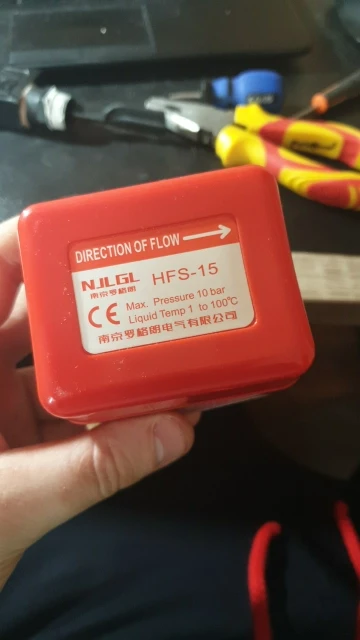 DIRECTION OF FLOW
NJLGL HFS-15
南京罗格朗
CE Max. Pressure 10 bar
Liquid Temp 1 to 100℃
南京罗格朗电气有限公司